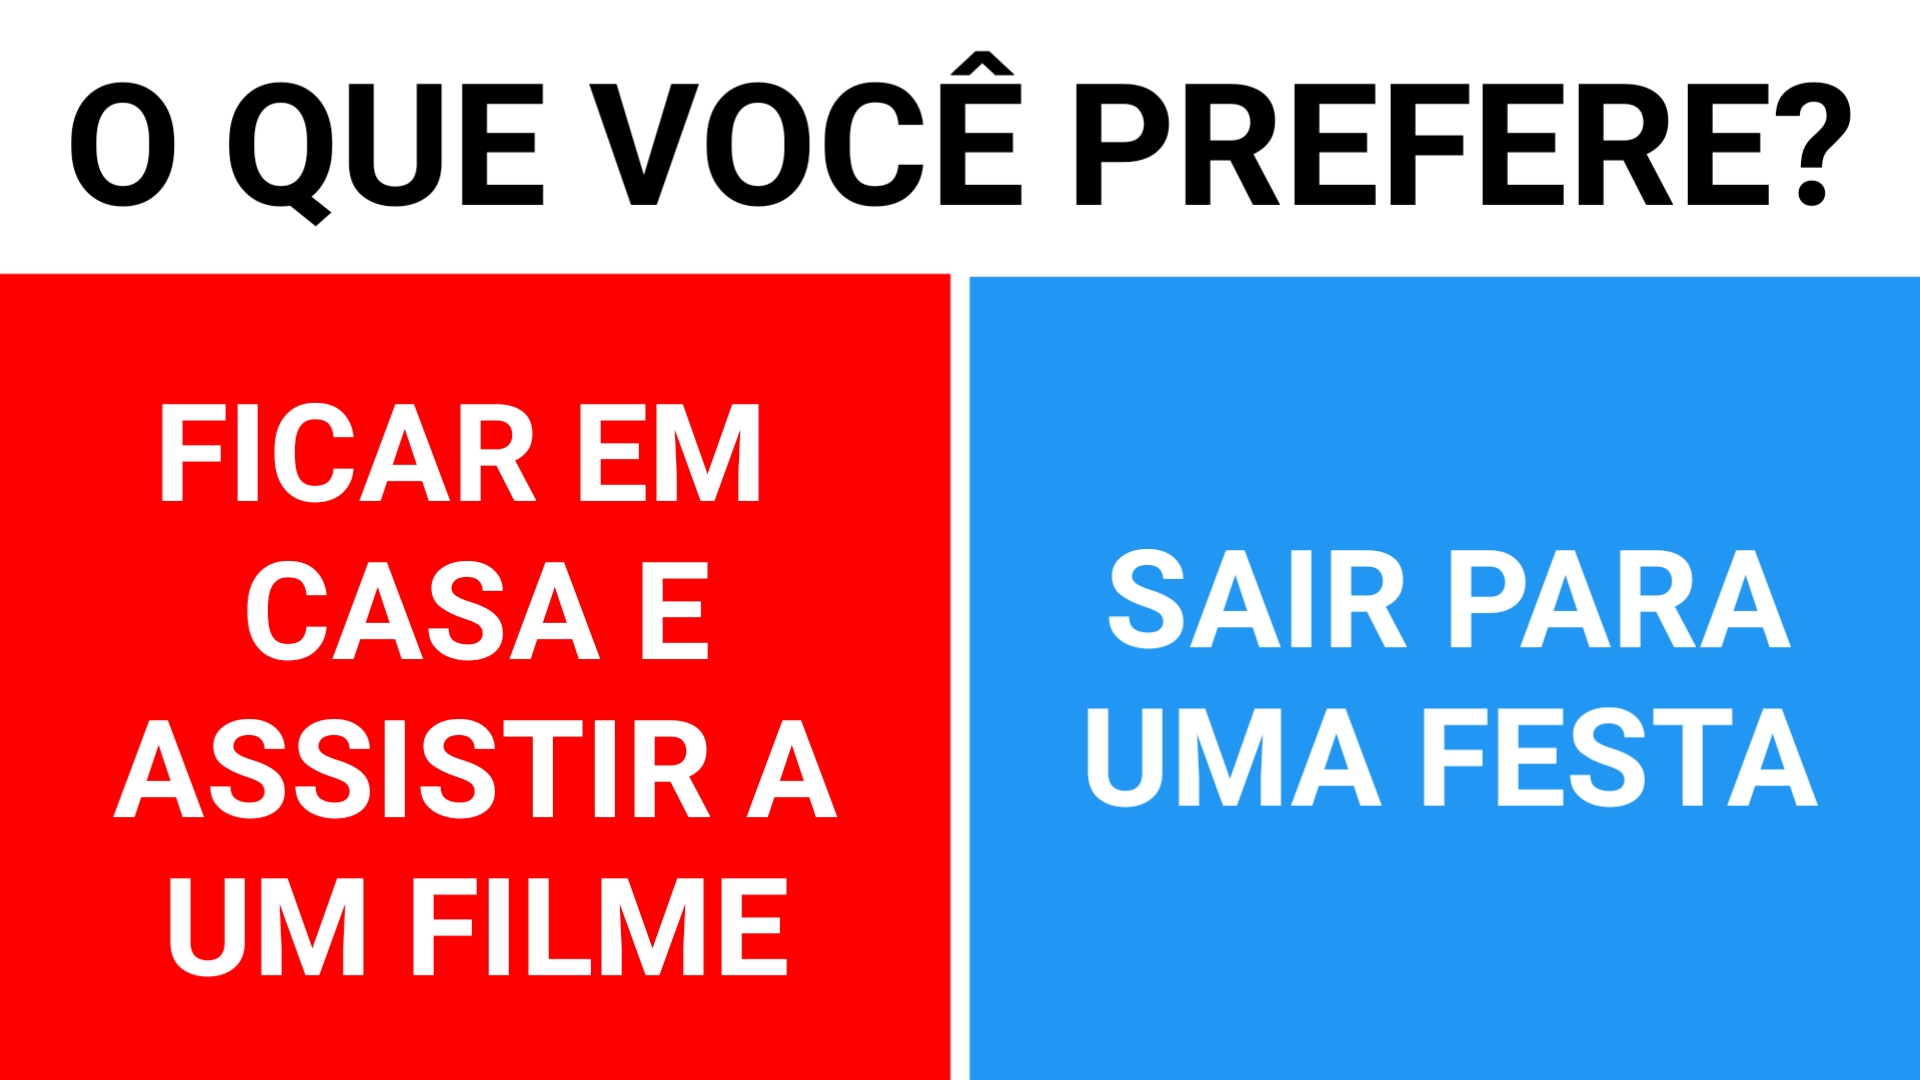 O QUE VOCÊ PREFERE?
FICAR EM
CASA E
ASSISTIR A
UM FILME
SAIR PARA
UMA FESTA